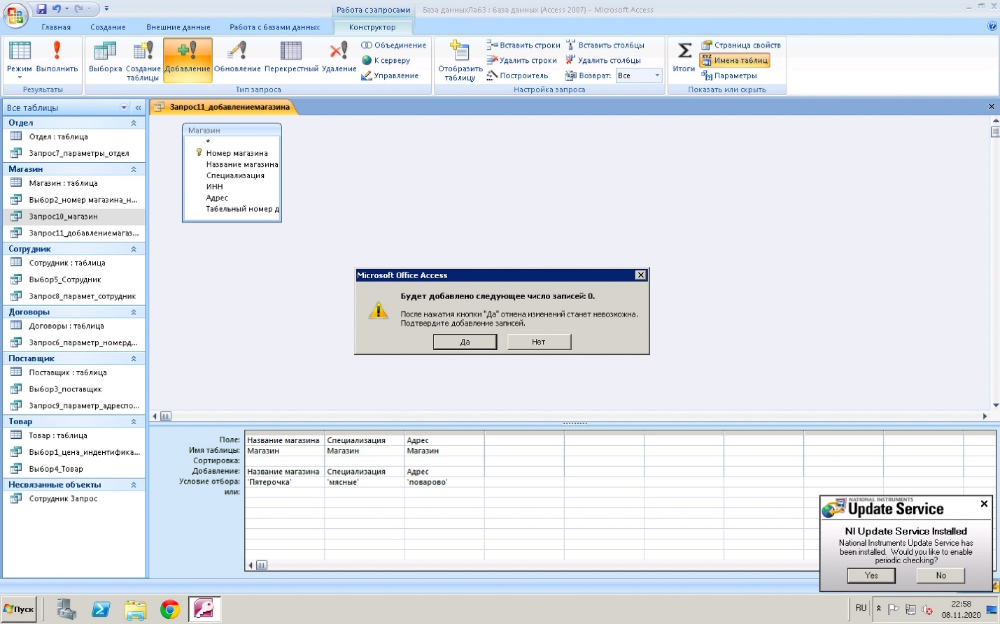 Работа с запросами
База данныхЛа63 : база данных (Access 2007) - Microsoft Access
Главная Создание Внешние данные Работа с базами данных Конструктор
Режим
Выполнить
Результаты
Выборка
Создание таблицы
Добавление
Обновление
Перекрестный
Удаление
Объединение
К серверу
Управление
Тип запроса
Отобразить таблицу
Вставить строки
Удалить строки
Построитель
Вставить столбцы
Удалить столбцы
Возврат: Все
Настройка запроса
Итоги
Страница свойств
XYZ Имена таблиц
Параметры
Показать или скрыть
Все таблицы
Отдел
Отдел : таблица
Запрос7_параметры_отдел
Магазин
Магазин : таблица
Выбор2_номер магазина_н...
Запрос10_магазин
Запрос11_добавлениемагаз...
Сотрудник
Сотрудник : таблица
Выбор5_Сотрудник
Запрос8_парамет_сотрудник
Договоры
Договоры : таблица
Запрос6_параметр_номерд...
Поставщик
Поставщик : таблица
Выбор3_поставщик
Запрос9_параметр_адреспо...
Товар
Товар : таблица
Выбор1_цена_индентифика...
Выбор4_Товар
Несвязанные объекты
Сотрудник Запрос
Запрос11_добавлениемагазина
Магазин
*
Номер магазина
Название магазина
Специализация
ИНН
Адрес
Табельный номер д
Microsoft Office Access
Будет добавлено следующее число записей: 0.
После нажатия кнопки "Да" отмена изменений станет невозможна.
Подтвердите добавление записей.
Да Нет
Поле: Название магазина Специализация Адрес
Имя таблицы: Магазин Магазин Магазин
Сортировка:
Добавление: Название магазина Специализация Адрес
Условие отбора: 'Пятерочка' 'мясные' 'поварово'
или:
NATIONAL INSTRUMENTS
Update Service
NI Update Service Installed
National Instruments Update Service has
been installed. Would you like to enable
periodic checking?
Yes No
Пуск
RU
22:58
08.11.2020